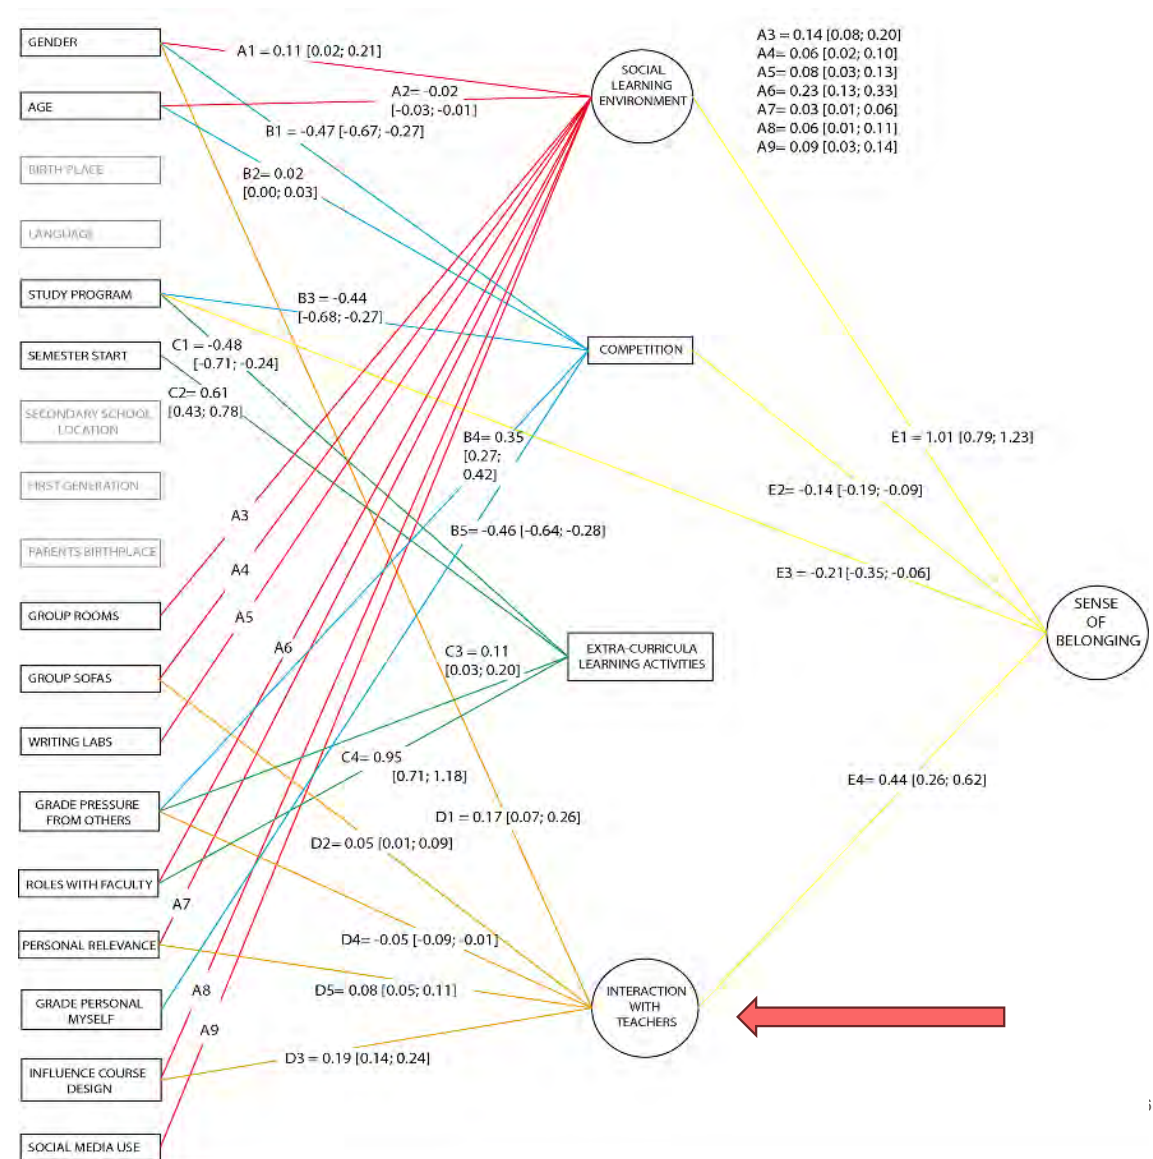 GENDER
AGE
BIRTH PLACE
LANGUAGE
STUDY PROGRAM
SEMESTER START
SECONDARY SCHOOL
LOCATION
FIRST GENERATION
PARENTS BIRTHPLACE
GROUP ROOMS
GROUP SOFAS
WRITING LABS
GRADE PRESSURE
FROM OTHERS
ROLES WITH FACULTY
PERSONAL RELEVANCE
GRADE PERSONAL
MYSELF
INFLUENCE COURSE
DESIGN
SOCIAL MEDIA USE
A1 = 0.11 [0.02; 0.21]
A2= -0.02
[-0.03; -0.01]
B1 = -0.47 [-0.67; -0.27]
B2= 0.02
[0.00; 0.03]
B3 = -0.44
[-0.68; -0.27]
C1 = -0.48
[-0.71; -0.24]
C2= 0.61
[0.43; 0.78]
B4= 0.35
[0.27;
0.42]
B5= -0.46 [-0.64; -0.28]
A3
A4
A5
A6
C3 = 0.11
[0.03; 0.20]
C4= 0.95
[0.71; 1.18]
D1 = 0.17 [0.07; 0.26]
D2= 0.05 [0.01; 0.09]
A7
D4= -0.05 [-0.09; -0.01]
D5= 0.08 [0.05; 0.11]
A8
A9
D3 = 0.19 [0.14; 0.24]
SOCIAL
LEARNING
ENVIRONMENT
COMPETITION
EXTRA-CURRICULA
LEARNING ACTIVITIES
INTERACTION
WITH
TEACHERS
A3 = 0.14 [0.08; 0.20]
A4= 0.06 [0.02; 0.10]
A5= 0.08 [0.03; 0.13]
A6= 0.23 [0.13; 0.33]
A7= 0.03 [0.01; 0.06]
A8= 0.06 [0.01; 0.11]
A9= 0.09 [0.03; 0.14]
E1 = 1.01 [0.79; 1.23]
E2= -0.14 [-0.19; -0.09]
E3 = -0.21[-0.35; -0.06]
E4= 0.44 [0.26; 0.62]
SENSE
OF
BELONGING